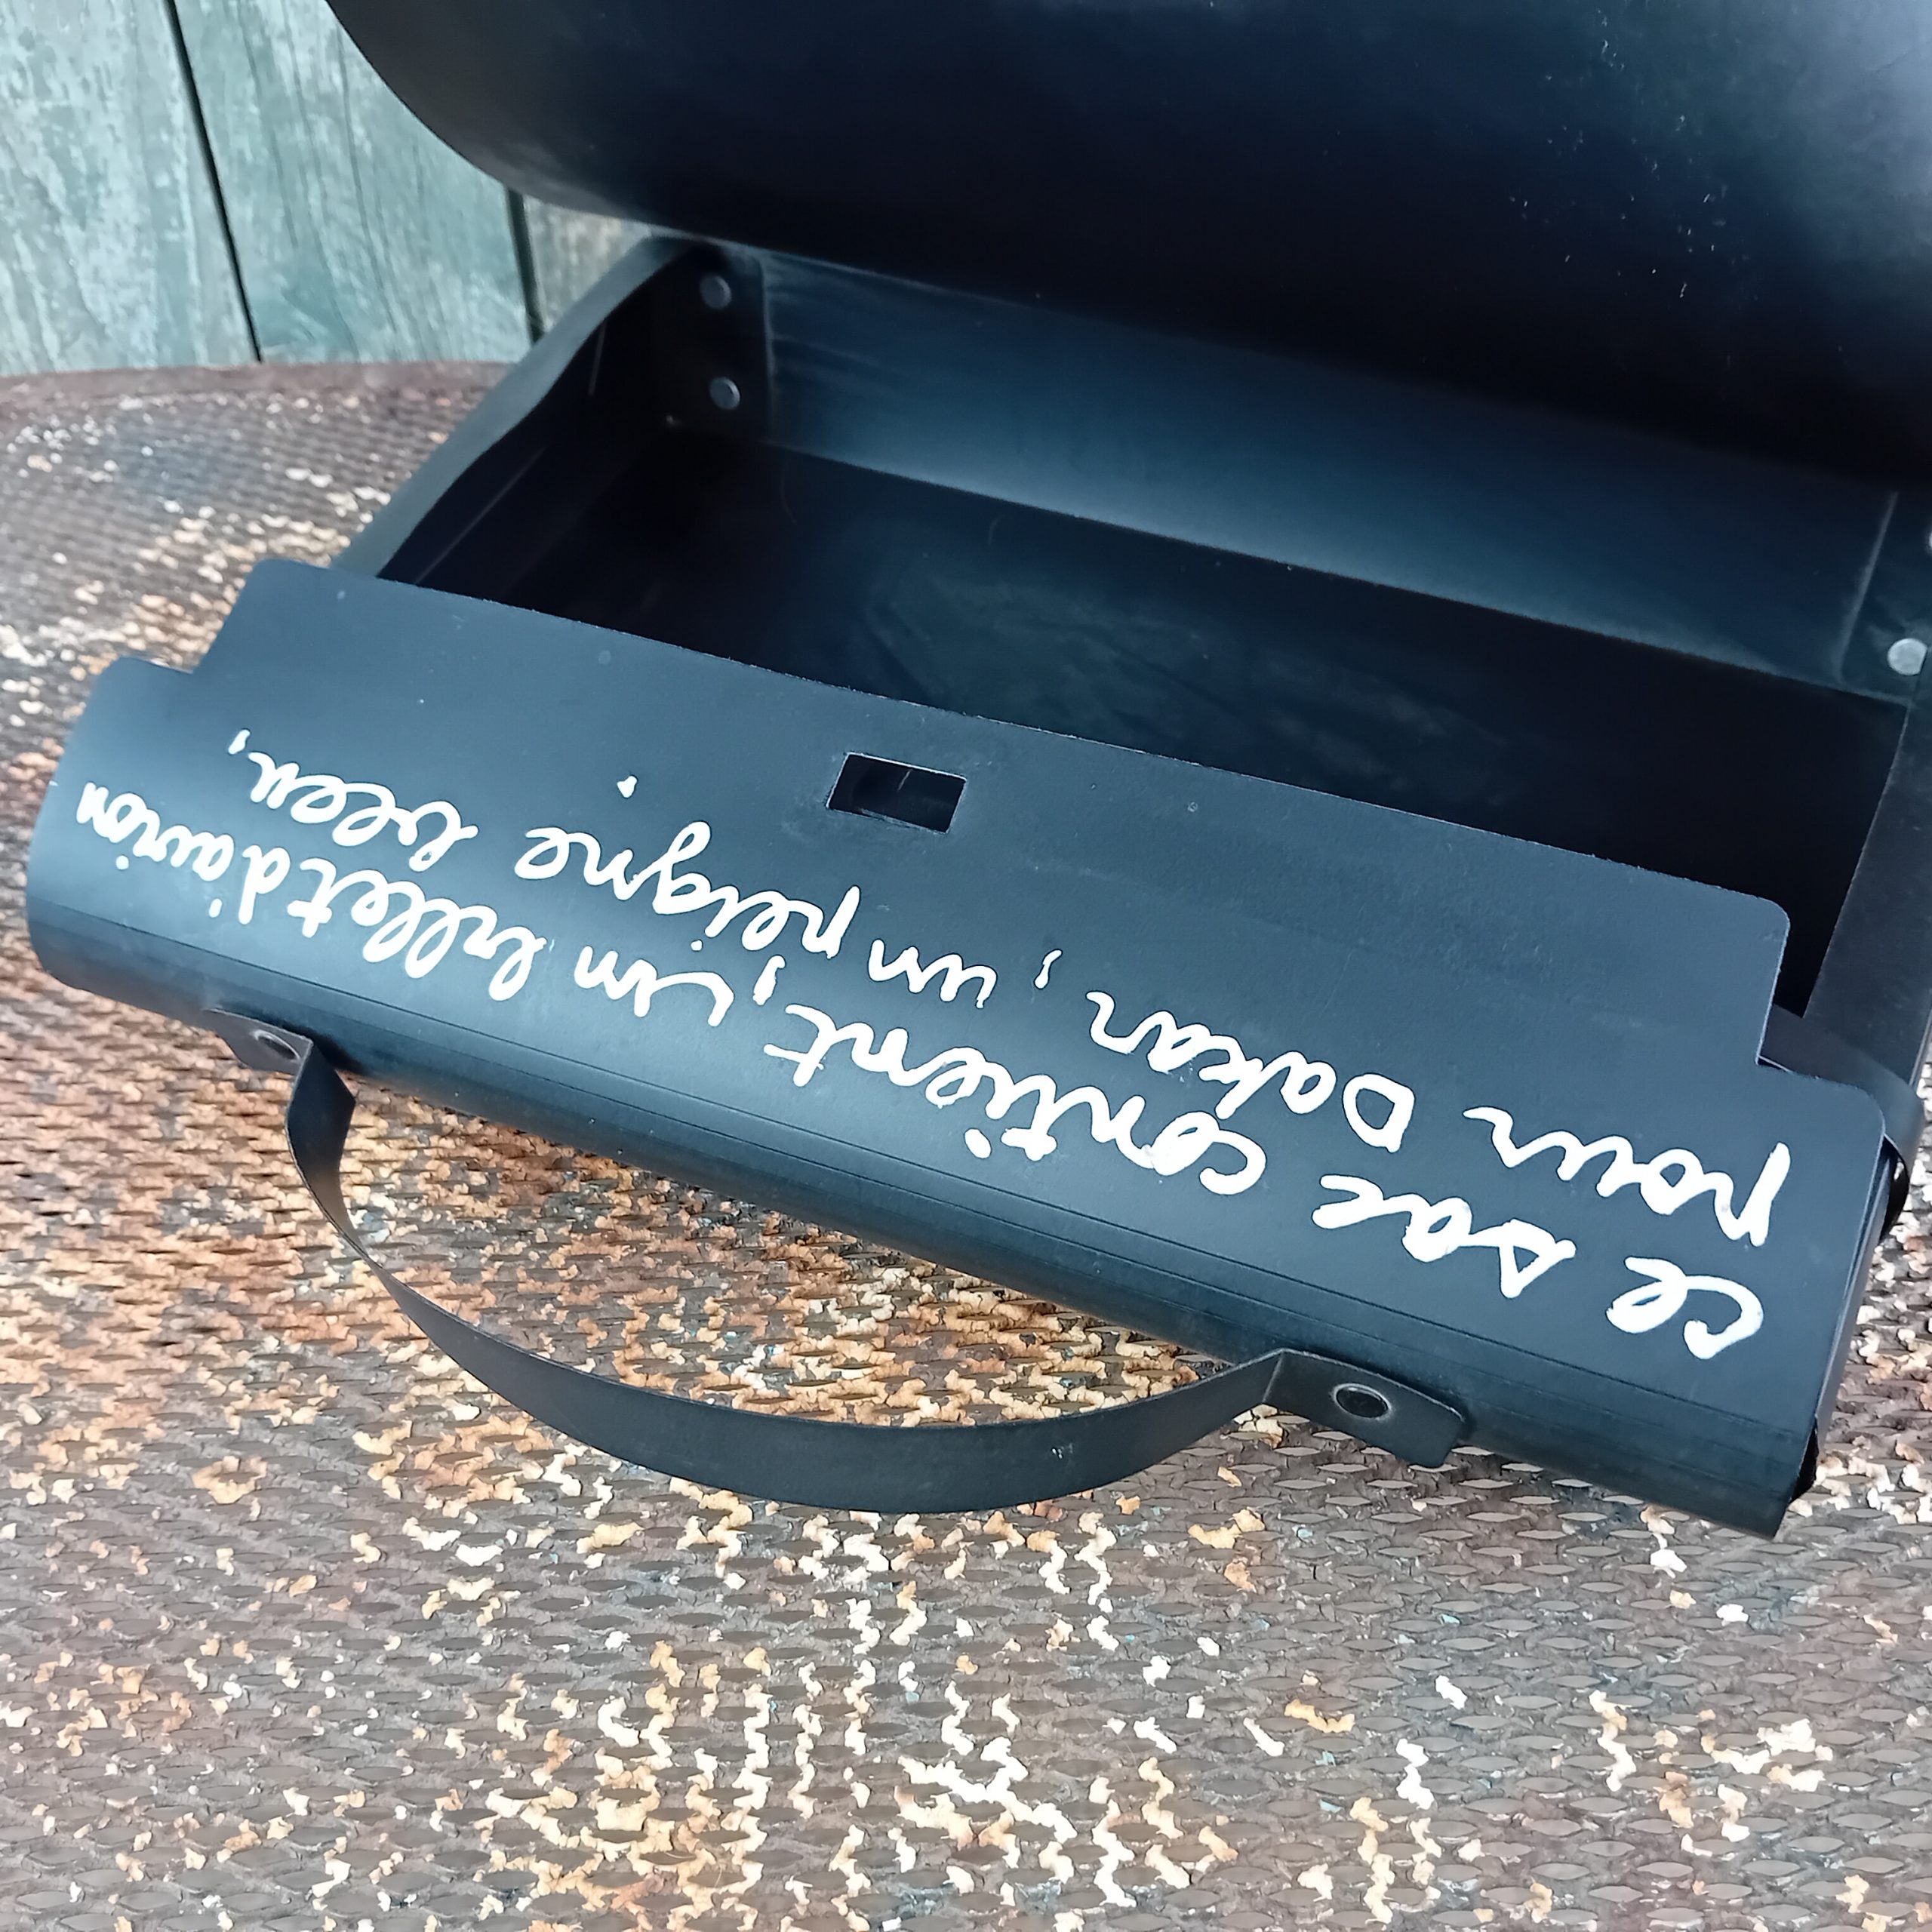 ce sac contient, un billet d'avion
pour Dakar, un peigne bleu,